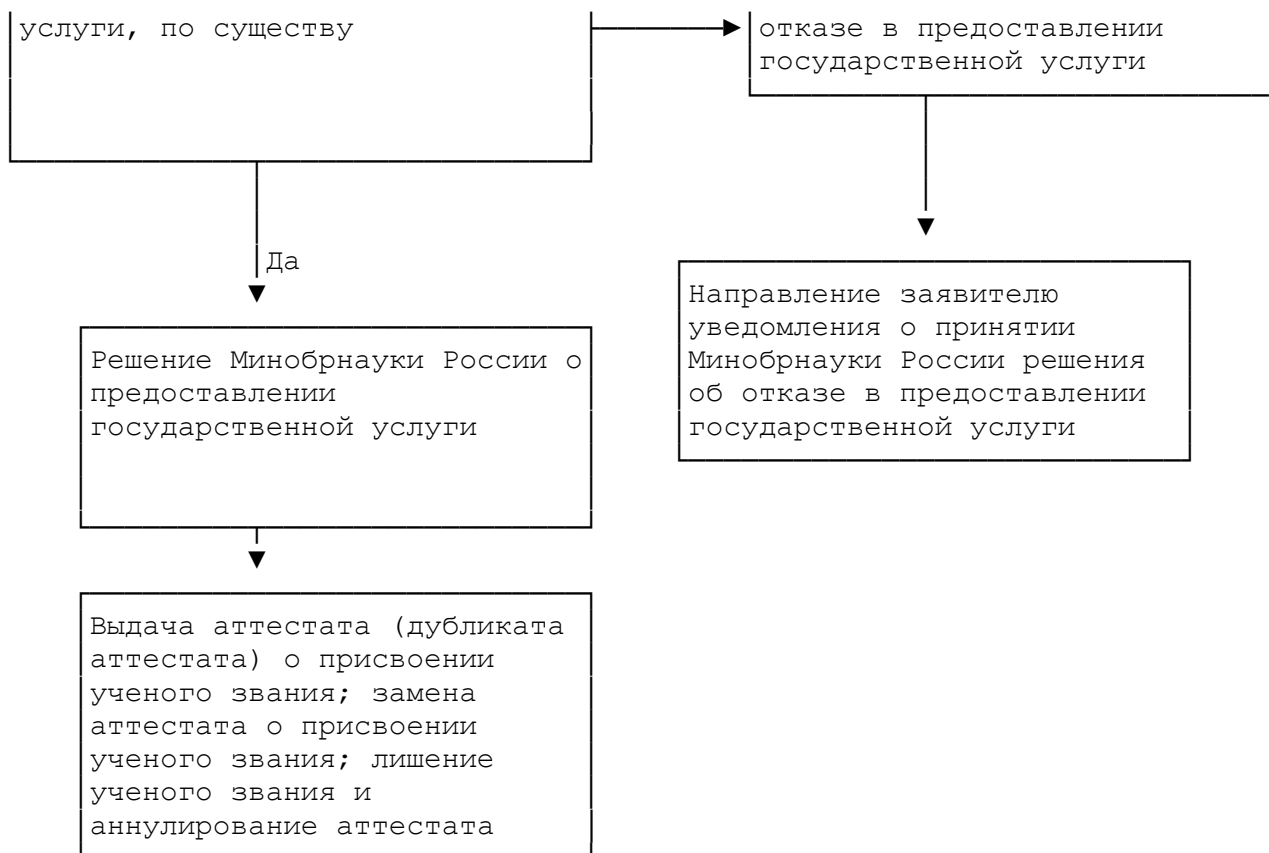 услуги, по существу
отказе в предоставлении
государственной услуги
Да
Направление заявителю
уведомления о принятии
Минобрнауки России решения
об отказе в предоставлении
государственной услуги
Решение Минобрнауки России о
предоставлении
государственной услуги
Выдача аттестата (дубликата
аттестата) о присвоении
ученого звания; замена
аттестата о присвоении
ученого звания; лишение
ученого звания и
аннулирование аттестата